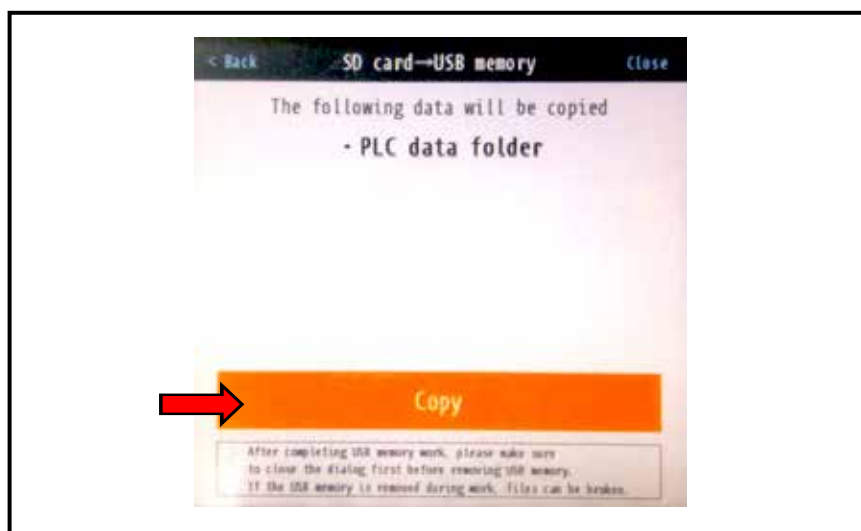 < Back SD card→USB memory Close
The following data will be copied
・PLC data folder
Copy
After completing USB memory work, please make sure
to close the dialog first before removing USB memory.
If the USB memory is removed during work, files can be broken.